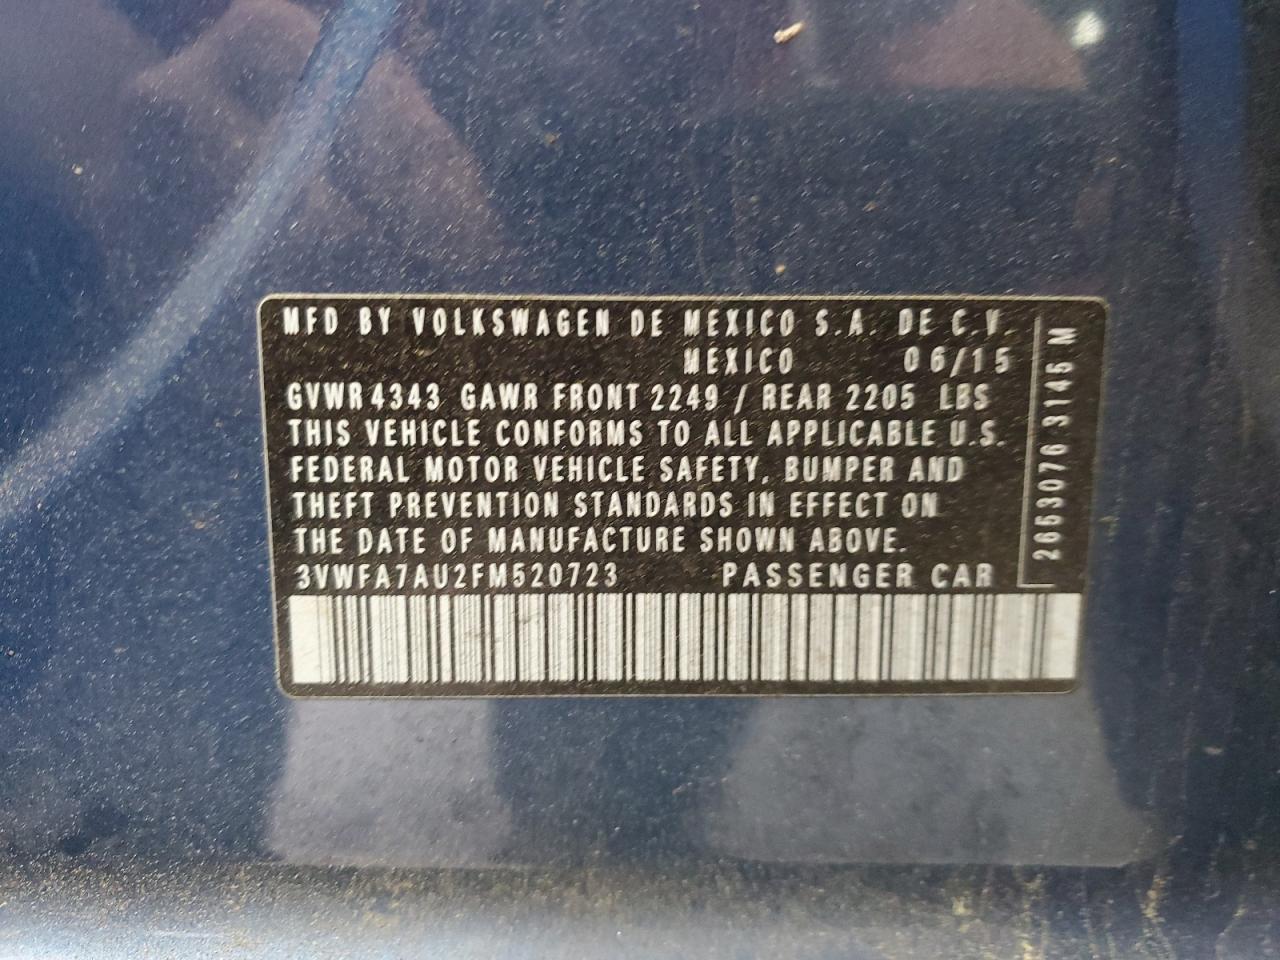 MFD BY VOLKSWAGEN DE MEXICO S.A. DE C.V.
MEXICO 06/15
GVWR 4343 GAWR FRONT 2249 / REAR 2205 LBS
THIS VEHICLE CONFORMS TO ALL APPLICABLE U.S.
FEDERAL MOTOR VEHICLE SAFETY, BUMPER AND
THEFT PREVENTION STANDARDS IN EFFECT ON
THE DATE OF MANUFACTURE SHOWN ABOVE.
3VWFA7AU2FM520723 PASSENGER CAR
2663076 3145 M